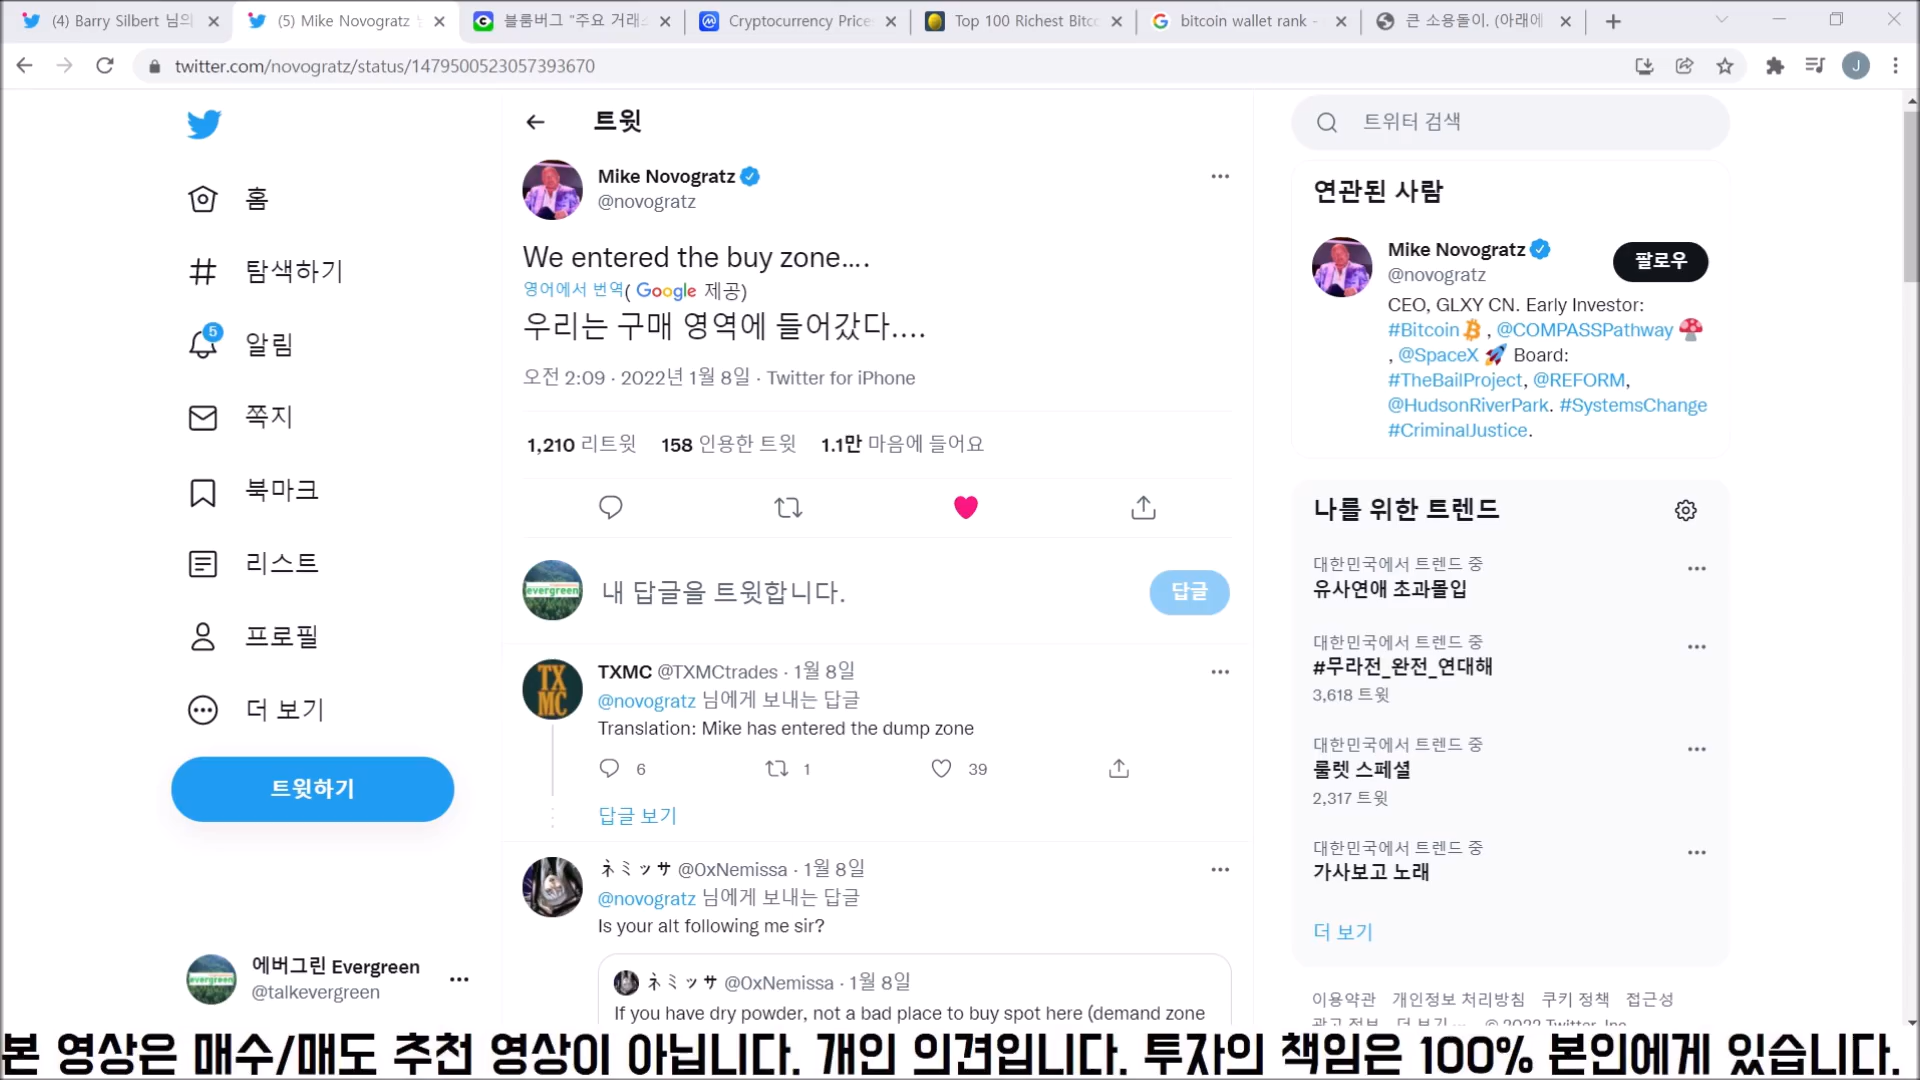 (4) Barry Silbert 님의
(5) Mike Novogratz
블룸버그 "주요 거래소
Cryptocurrency Price
Top 100 Richest Bitc
bitcoin wallet rank -
큰 소용돌이. (아래에
twitter.com/novogratz/status/1479500523057393670
J
홈
탐색하기
5
알림
쪽지
북마크
리스트
프로필
더 보기
트윗하기
에버그린 Evergreen
@talkevergreen
트윗
Mike Novogratz
@novogratz
We entered the buy zone....
영어에서 번역( Google 제공)
우리는 구매 영역에 들어갔다....
오전 2:09 · 2022년 1월 8일 · Twitter for iPhone
1,210 리트윗 158 인용한 트윗 1.1만 마음에 들어요
evergreen
내 답글을 트윗합니다.
답글
TXMC
TXMC @TXMCtrades · 1월 8일
@novogratz 님에게 보내는 답글
Translation: Mike has entered the dump zone
6 1 39
답글 보기
ネミッサ @0xNemissa · 1월 8일
@novogratz 님에게 보내는 답글
Is your alt following me sir?
ネミッサ @0xNemissa · 1월 8일
If you have dry powder, not a bad place to buy spot here (demand zone
트위터 검색
연관된 사람
Mike Novogratz
@novogratz
팔로우
CEO, GLXY CN. Early Investor:
#Bitcoin , @COMPASSPathway
, @SpaceX 🚀 Board:
#TheBailProject, @REFORM,
@HudsonRiverPark. #SystemsChange
#CriminalJustice.
나를 위한 트렌드
대한민국에서 트렌드 중
유사연애 초과몰입
대한민국에서 트렌드 중
#무라전_완전_연대해
3,618 트윗
대한민국에서 트렌드 중
룰렛 스페셜
2,317 트윗
대한민국에서 트렌드 중
가사보고 노래
더 보기
이용약관 개인정보 처리방침 쿠키 정책 접근성
광고 정보 더 보기 ... © 2022 Twitter, Inc.
본 영상은 매수/매도 추천 영상이 아닙니다. 개인 의견입니다. 투자의 책임은 100% 본인에게 있습니다.